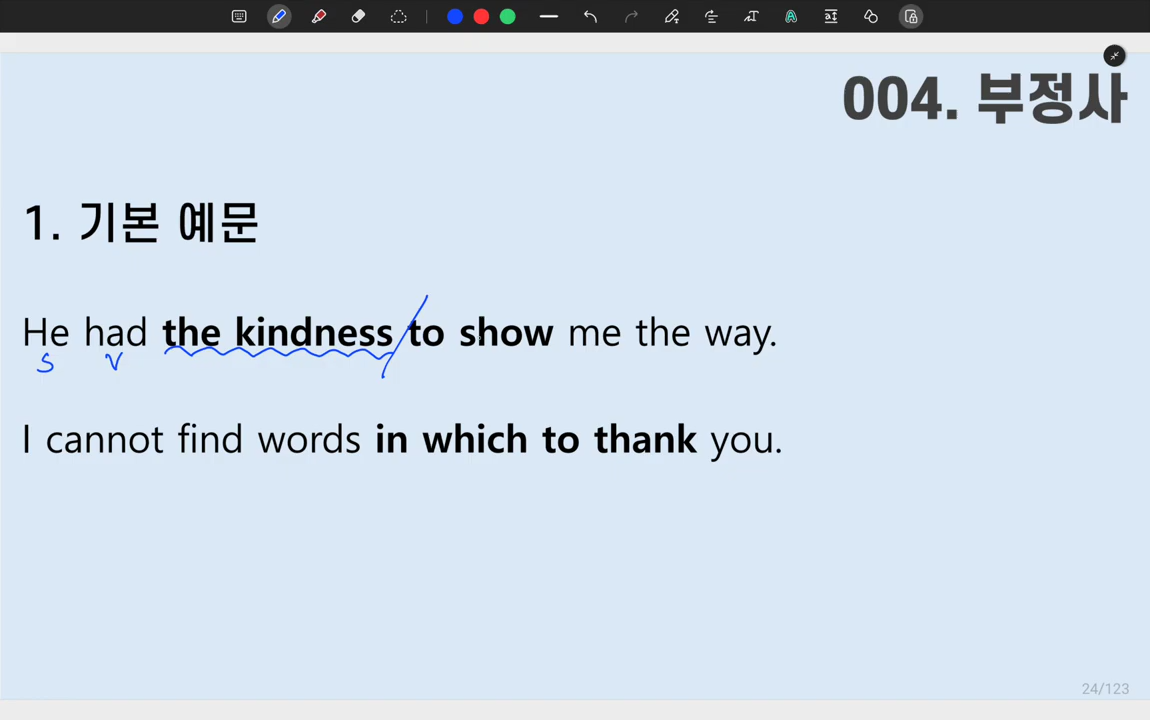 004. 부정사
1. 기본 예문
He had the kindness to show me the way.
S V
I cannot find words in which to thank you.
24/123